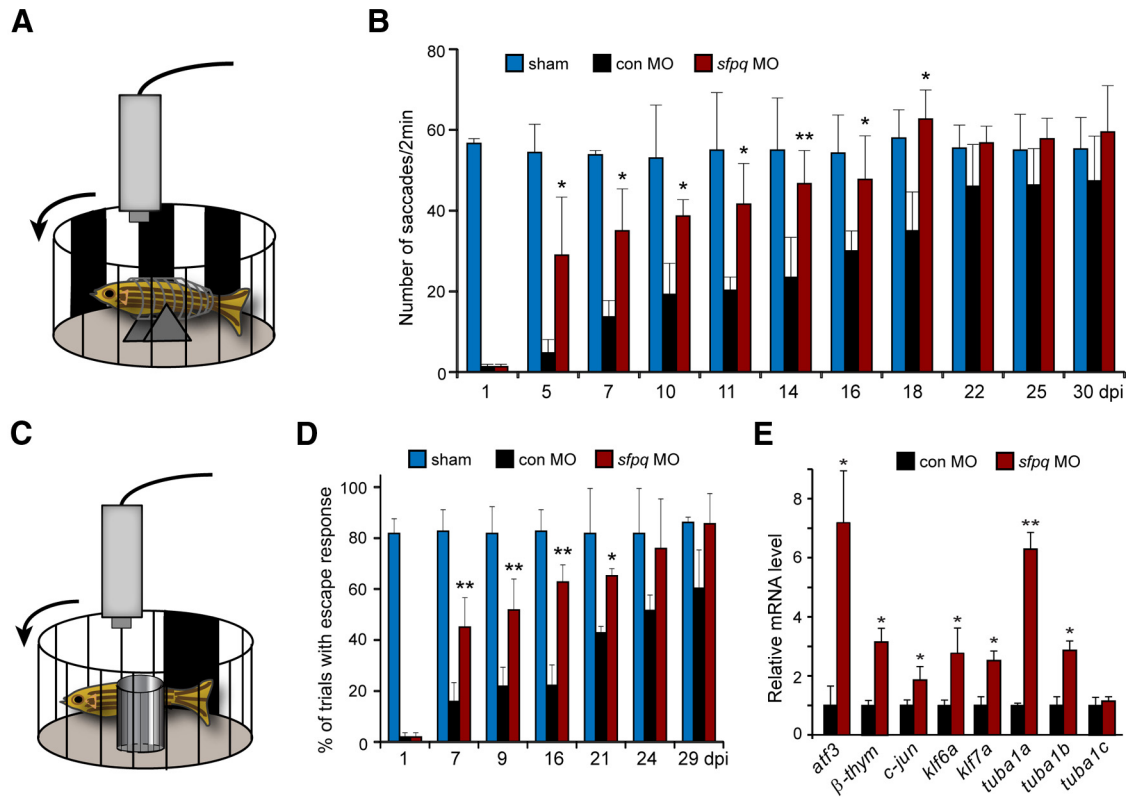 A
B
sham
con MO
sfpq MO
Number of saccades/2min
80
60
40
20
0
*
*
*
*
**
*
*
1 5 7 10 11 14 16 18 22 25 30 dpi
C
D
sham
con MO
sfpq MO
% of trials with escape response
100
80
60
40
20
0
**
**
**
*
1 7 9 16 21 24 29 dpi
E
con MO
sfpq MO
Relative mRNA level
8
6
4
2
1
0
*
*
*
*
*
**
*
atf3
β-thym
c-jun
klf6a
klf7a
tuba1a
tuba1b
tuba1c